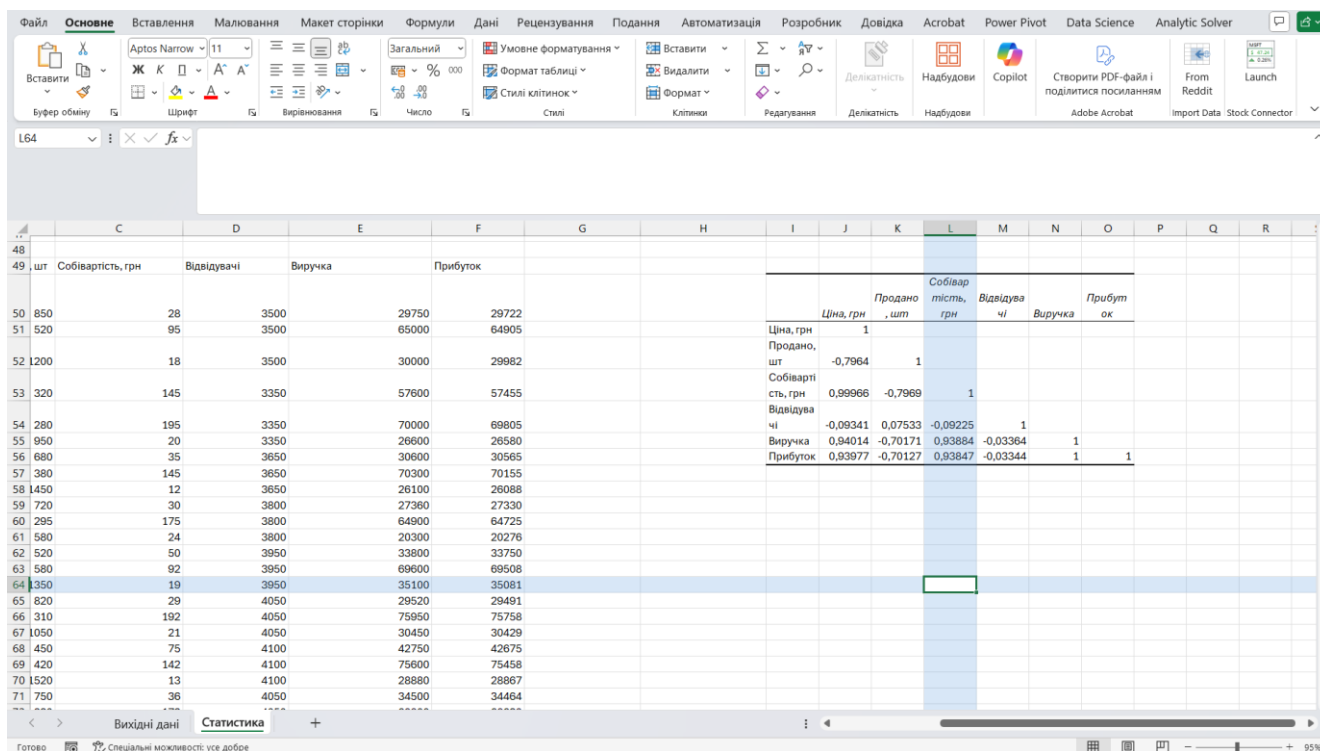 Файл Основне Вставлення Малювання Макет сторінки Формули Дані Рецензування Подання Автоматизація Розробник Довідка Acrobat Power Pivot Data Science Analytic Solver
Вставити
Буфер обміну
Aptos Narrow 11
Ж К П А^ А˅
Шрифт
Вирівнювання
Загальний
% 000
Число
Умовне форматування
Формат таблиці
Стилі клітинок
Стилі
Вставити
Видалити
Формат
Клітинки
Редагування
Делікатність
Делікатність
Надбудови
Надбудови
Copilot
Створити PDF-файл і
поділитися посиланням
Adobe Acrobat
From
Reddit
Import Data
Launch
Stock Connector
L64 fx
C D E F G H I J K L M N O P Q R
48
49 , шт Собівартість, грн Відвідувачі Виручка Прибуток
Собівар
Продано тість, Відвідува Прибут
50 850 28 3500 29750 29722 Ціна, грн , шт грн чі Виручка ок
51 520 95 3500 65000 64905 Ціна, грн 1
Продано,
52 1200 18 3500 30000 29982 шт -0,7964 1
Собіварті
53 320 145 3350 57600 57455 сть, грн 0,99966 -0,7969 1
Відвідува
54 280 195 3350 70000 69805 чі -0,09341 0,07533 -0,09225 1
55 950 20 3350 26600 26580 Виручка 0,94014 -0,70171 0,93884 -0,03364 1
56 680 35 3650 30600 30565 Прибуток 0,93977 -0,70127 0,93847 -0,03344 1 1
57 380 145 3650 70300 70155
58 1450 12 3650 26100 26088
59 720 30 3800 27360 27330
60 295 175 3800 64900 64725
61 580 24 3800 20300 20276
62 520 50 3950 33800 33750
63 580 92 3950 69600 69508
64 1350 19 3950 35100 35081
65 820 29 4050 29520 29491
66 310 192 4050 75950 75758
67 1050 21 4050 30450 30429
68 450 75 4100 42750 42675
69 420 142 4100 75600 75458
70 1520 13 4100 28880 28867
71 750 36 4050 34500 34464
Вихідні дані Статистика +
Готово Спеціальні можливості: усе добре 95%